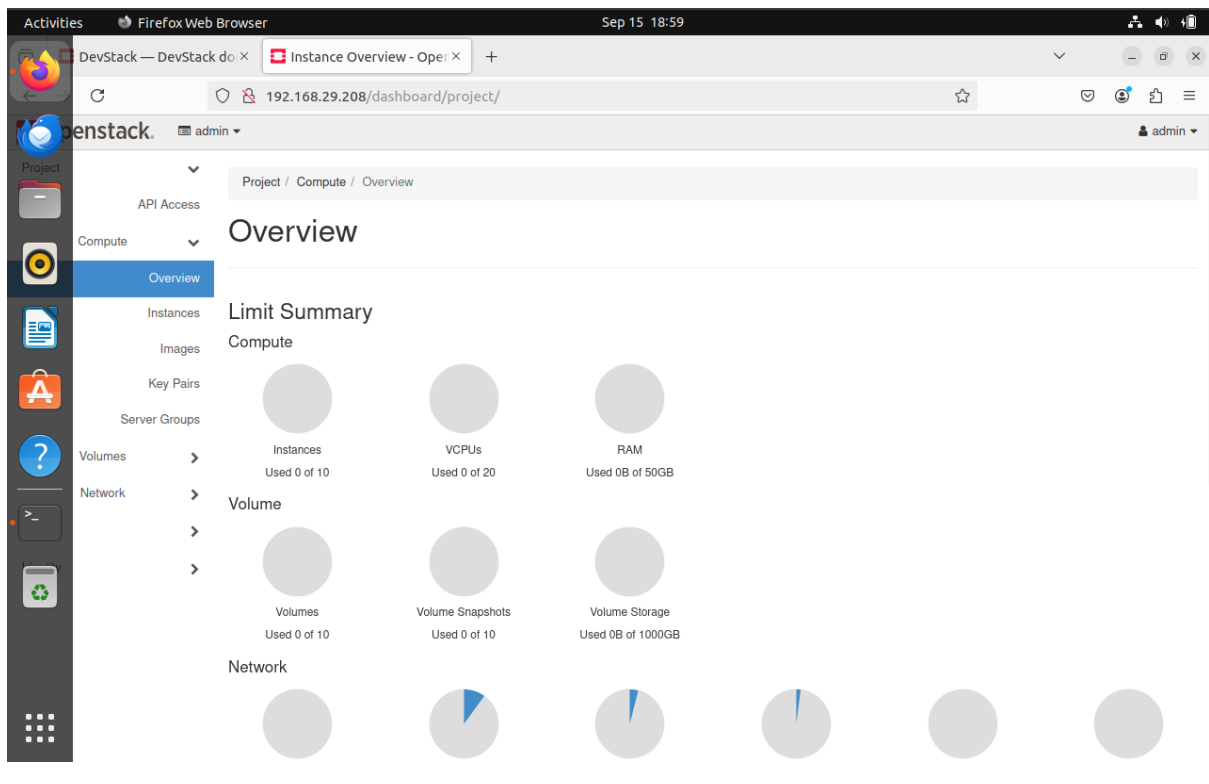 Activities Firefox Web Browser Sep 15 18:59
DevStack — DevStack do Instance Overview - Oper
192.168.29.208/dashboard/project/
openstack. admin admin
Project
Project / Compute / Overview
API Access
Compute
Overview
Overview
Instances
Images
Key Pairs
Server Groups
Volumes
Network
Limit Summary
Compute
Instances VCPUs RAM
Used 0 of 10 Used 0 of 20 Used 0B of 50GB
Volume
Volumes Volume Snapshots Volume Storage
Used 0 of 10 Used 0 of 10 Used 0B of 1000GB
Network